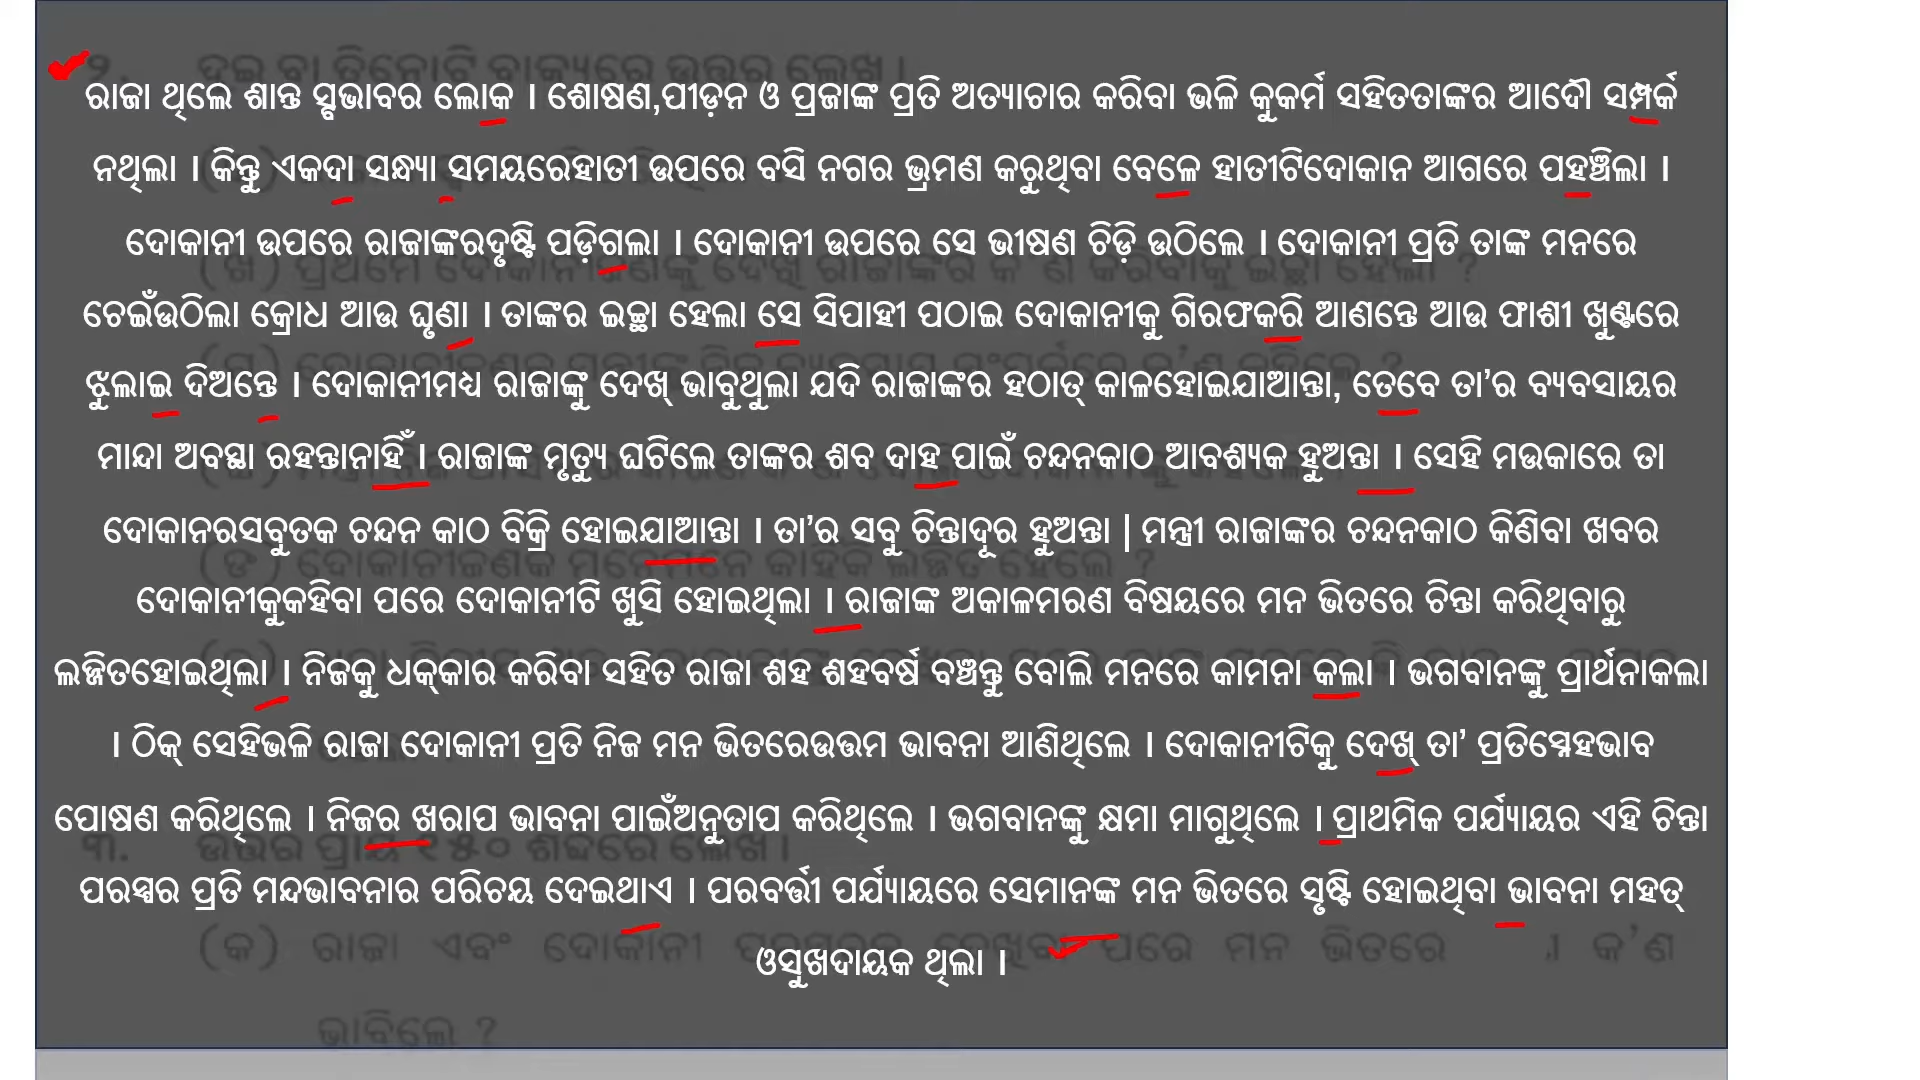 ରାଜା ଥିଲେ ଶାନ୍ତ ସ୍ବଭାବର ଲୋକ । ଶୋଷଣ,ପୀଡ଼ନ ଓ ପ୍ରଜାଙ୍କ ପ୍ରତି ଅତ୍ୟାଚାର କରିବା ଭଳି କୁକର୍ମ ସହିତତାଙ୍କର ଆଦୌ ସମ୍ପର୍କ
ନଥିଲା । କିନ୍ତୁ ଏକଦା ସନ୍ଧ୍ୟା ସମୟରେହାତୀ ଉପରେ ବସି ନଗର ଭ୍ରମଣ କରୁଥିବା ବେଳେ ହାତୀଟିଦୋକାନ ଆଗରେ ପହଞ୍ଚିଲା ।
ଦୋକାନୀ ଉପରେ ରାଜାଙ୍କରଦୃଷ୍ଟି ପଡ଼ିଗଲା । ଦୋକାନୀ ଉପରେ ସେ ଭୀଷଣ ଚିଡ଼ି ଉଠିଲେ । ଦୋକାନୀ ପ୍ରତି ତାଙ୍କ ମନରେ
ଚେଇଁଉଠିଲା କ୍ରୋଧ ଆଉ ଘୃଣା । ତାଙ୍କର ଇଚ୍ଛା ହେଲା ସେ ସିପାହୀ ପଠାଇ ଦୋକାନୀକୁ ଗିରଫକରି ଆଣନ୍ତେ ଆଉ ଫାଶୀ ଖୁଣ୍ଟରେ
ଝୁଲାଇ ଦିଅନ୍ତେ । ଦୋକାନୀମଧ୍ୟ ରାଜାଙ୍କୁ ଦେଖି ଭାବୁଥିଲା ଯଦି ରାଜାଙ୍କର ହଠାତ୍ କାଳହୋଇଯାଆନ୍ତା, ତେବେ ତା’ର ବ୍ୟବସାୟର
ମାନ୍ଦା ଅବସ୍ଥା ରହନ୍ତାନାହିଁ । ରାଜାଙ୍କ ମୃତ୍ୟୁ ଘଟିଲେ ତାଙ୍କର ଶବ ଦାହ ପାଇଁ ଚନ୍ଦନକାଠ ଆବଶ୍ୟକ ହୁଅନ୍ତା । ସେହି ମଉକାରେ ତା
ଦୋକାନରସବୁତକ ଚନ୍ଦନ କାଠ ବିକ୍ରି ହୋଇଯାଆନ୍ତା । ତା’ର ସବୁ ଚିନ୍ତାଦୂର ହୁଅନ୍ତା | ମନ୍ତ୍ରୀ ରାଜାଙ୍କର ଚନ୍ଦନକାଠ କିଣିବା ଖବର
ଦୋକାନୀକୁକହିବା ପରେ ଦୋକାନୀଟି ଖୁସି ହୋଇଥିଲା । ରାଜାଙ୍କ ଅକାଳମରଣ ବିଷୟରେ ମନ ଭିତରେ ଚିନ୍ତା କରିଥିବାରୁ
ଲଜ୍ଜିତହୋଇଥିଲା । ନିଜକୁ ଧକ୍‌କାର କରିବା ସହିତ ରାଜା ଶହ ଶହବର୍ଷ ବଞ୍ଚନ୍ତୁ ବୋଲି ମନରେ କାମନା କଲା । ଭଗବାନଙ୍କୁ ପ୍ରାର୍ଥନାକଲା
। ଠିକ୍ ସେହିଭଳି ରାଜା ଦୋକାନୀ ପ୍ରତି ନିଜ ମନ ଭିତରେଉତ୍ତମ ଭାବନା ଆଣିଥିଲେ । ଦୋକାନୀଟିକୁ ଦେଖି ତା’ ପ୍ରତିସ୍ନେହଭାବ
ପୋଷଣ କରିଥିଲେ । ନିଜର ଖରାପ ଭାବନା ପାଇଁଅନୁତାପ କରିଥିଲେ । ଭଗବାନଙ୍କୁ କ୍ଷମା ମାଗୁଥିଲେ । ପ୍ରାଥମିକ ପର୍ଯ୍ୟାୟର ଏହି ଚିନ୍ତା
ପରସ୍ପର ପ୍ରତି ମନ୍ଦଭାବନାର ପରିଚୟ ଦେଇଥାଏ । ପରବର୍ତ୍ତୀ ପର୍ଯ୍ୟାୟରେ ସେମାନଙ୍କ ମନ ଭିତରେ ସୃଷ୍ଟି ହୋଇଥିବା ଭାବନା ମହତ୍
ଓସୁଖଦାୟକ ଥିଲା ।